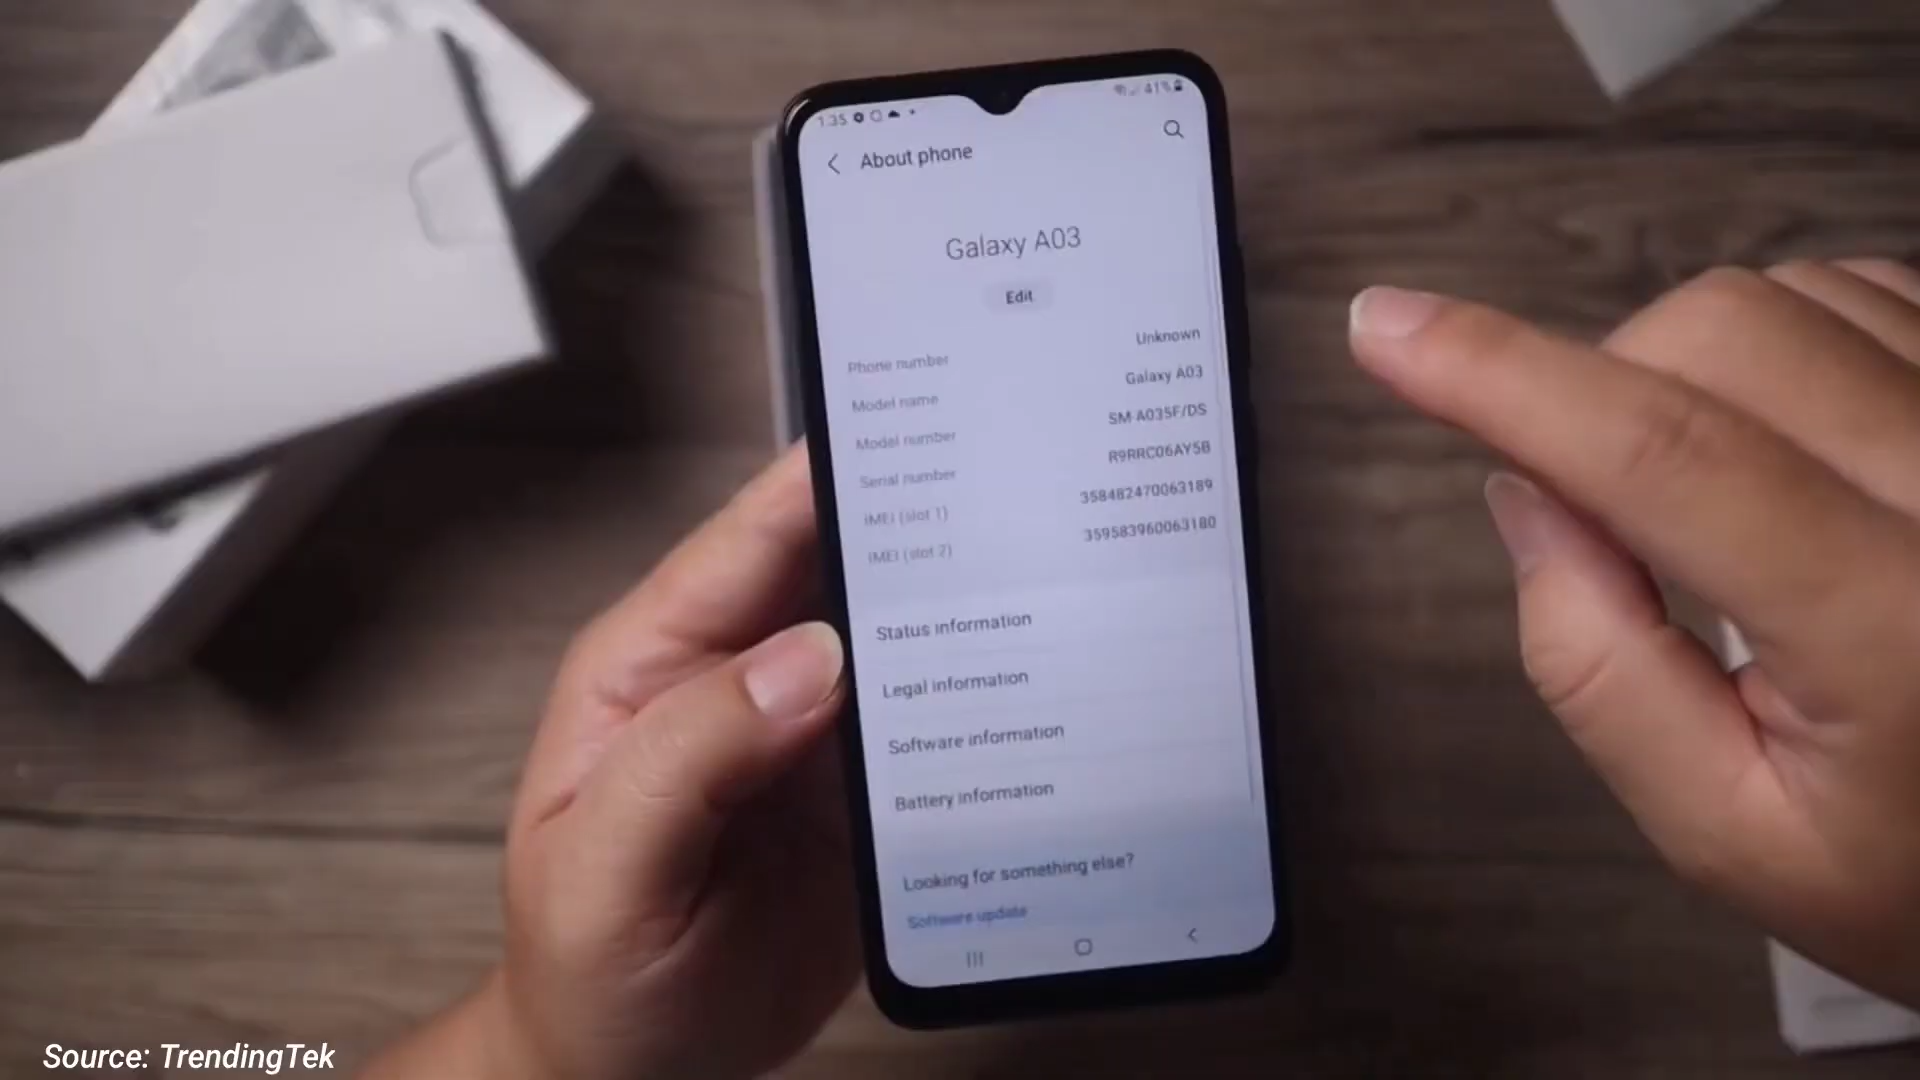 1:35
41%
About phone
Galaxy A03
Edit
Phone number Unknown
Model name Galaxy A03
Model number SM-A035F/DS
Serial number R9RRC06AY5B
IMEI (slot 1) 358482470063189
IMEI (slot 2) 359583960063180
Status information
Legal information
Software information
Battery information
Looking for something else?
Software update
Source: TrendingTek